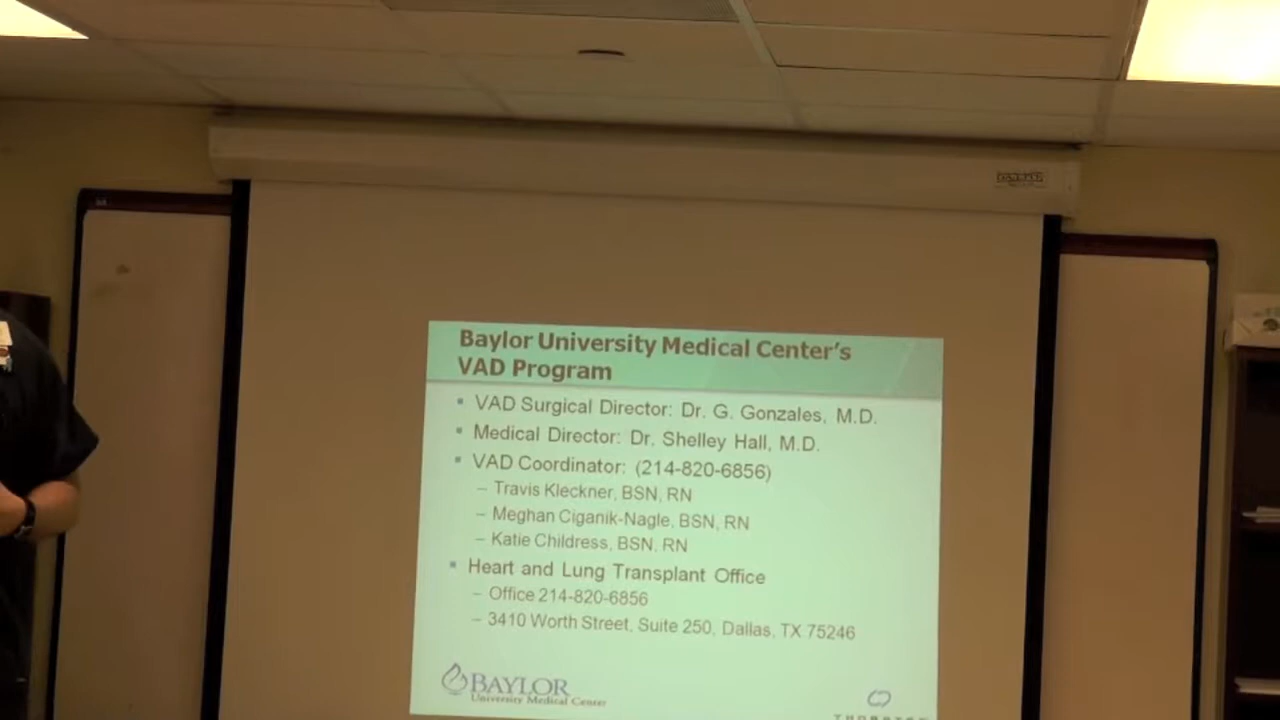 Baylor University Medical Center's
VAD Program
VAD Surgical Director: Dr. G. Gonzales, M.D.
Medical Director: Dr. Shelley Hall, M.D.
VAD Coordinator: (214-820-6856)
– Travis Kleckner, BSN, RN
– Meghan Ciganik-Nagle, BSN, RN
– Katie Childress, BSN, RN
Heart and Lung Transplant Office
– Office 214-820-6856
– 3410 Worth Street, Suite 250, Dallas, TX 75246
BAYLOR
University Medical Center